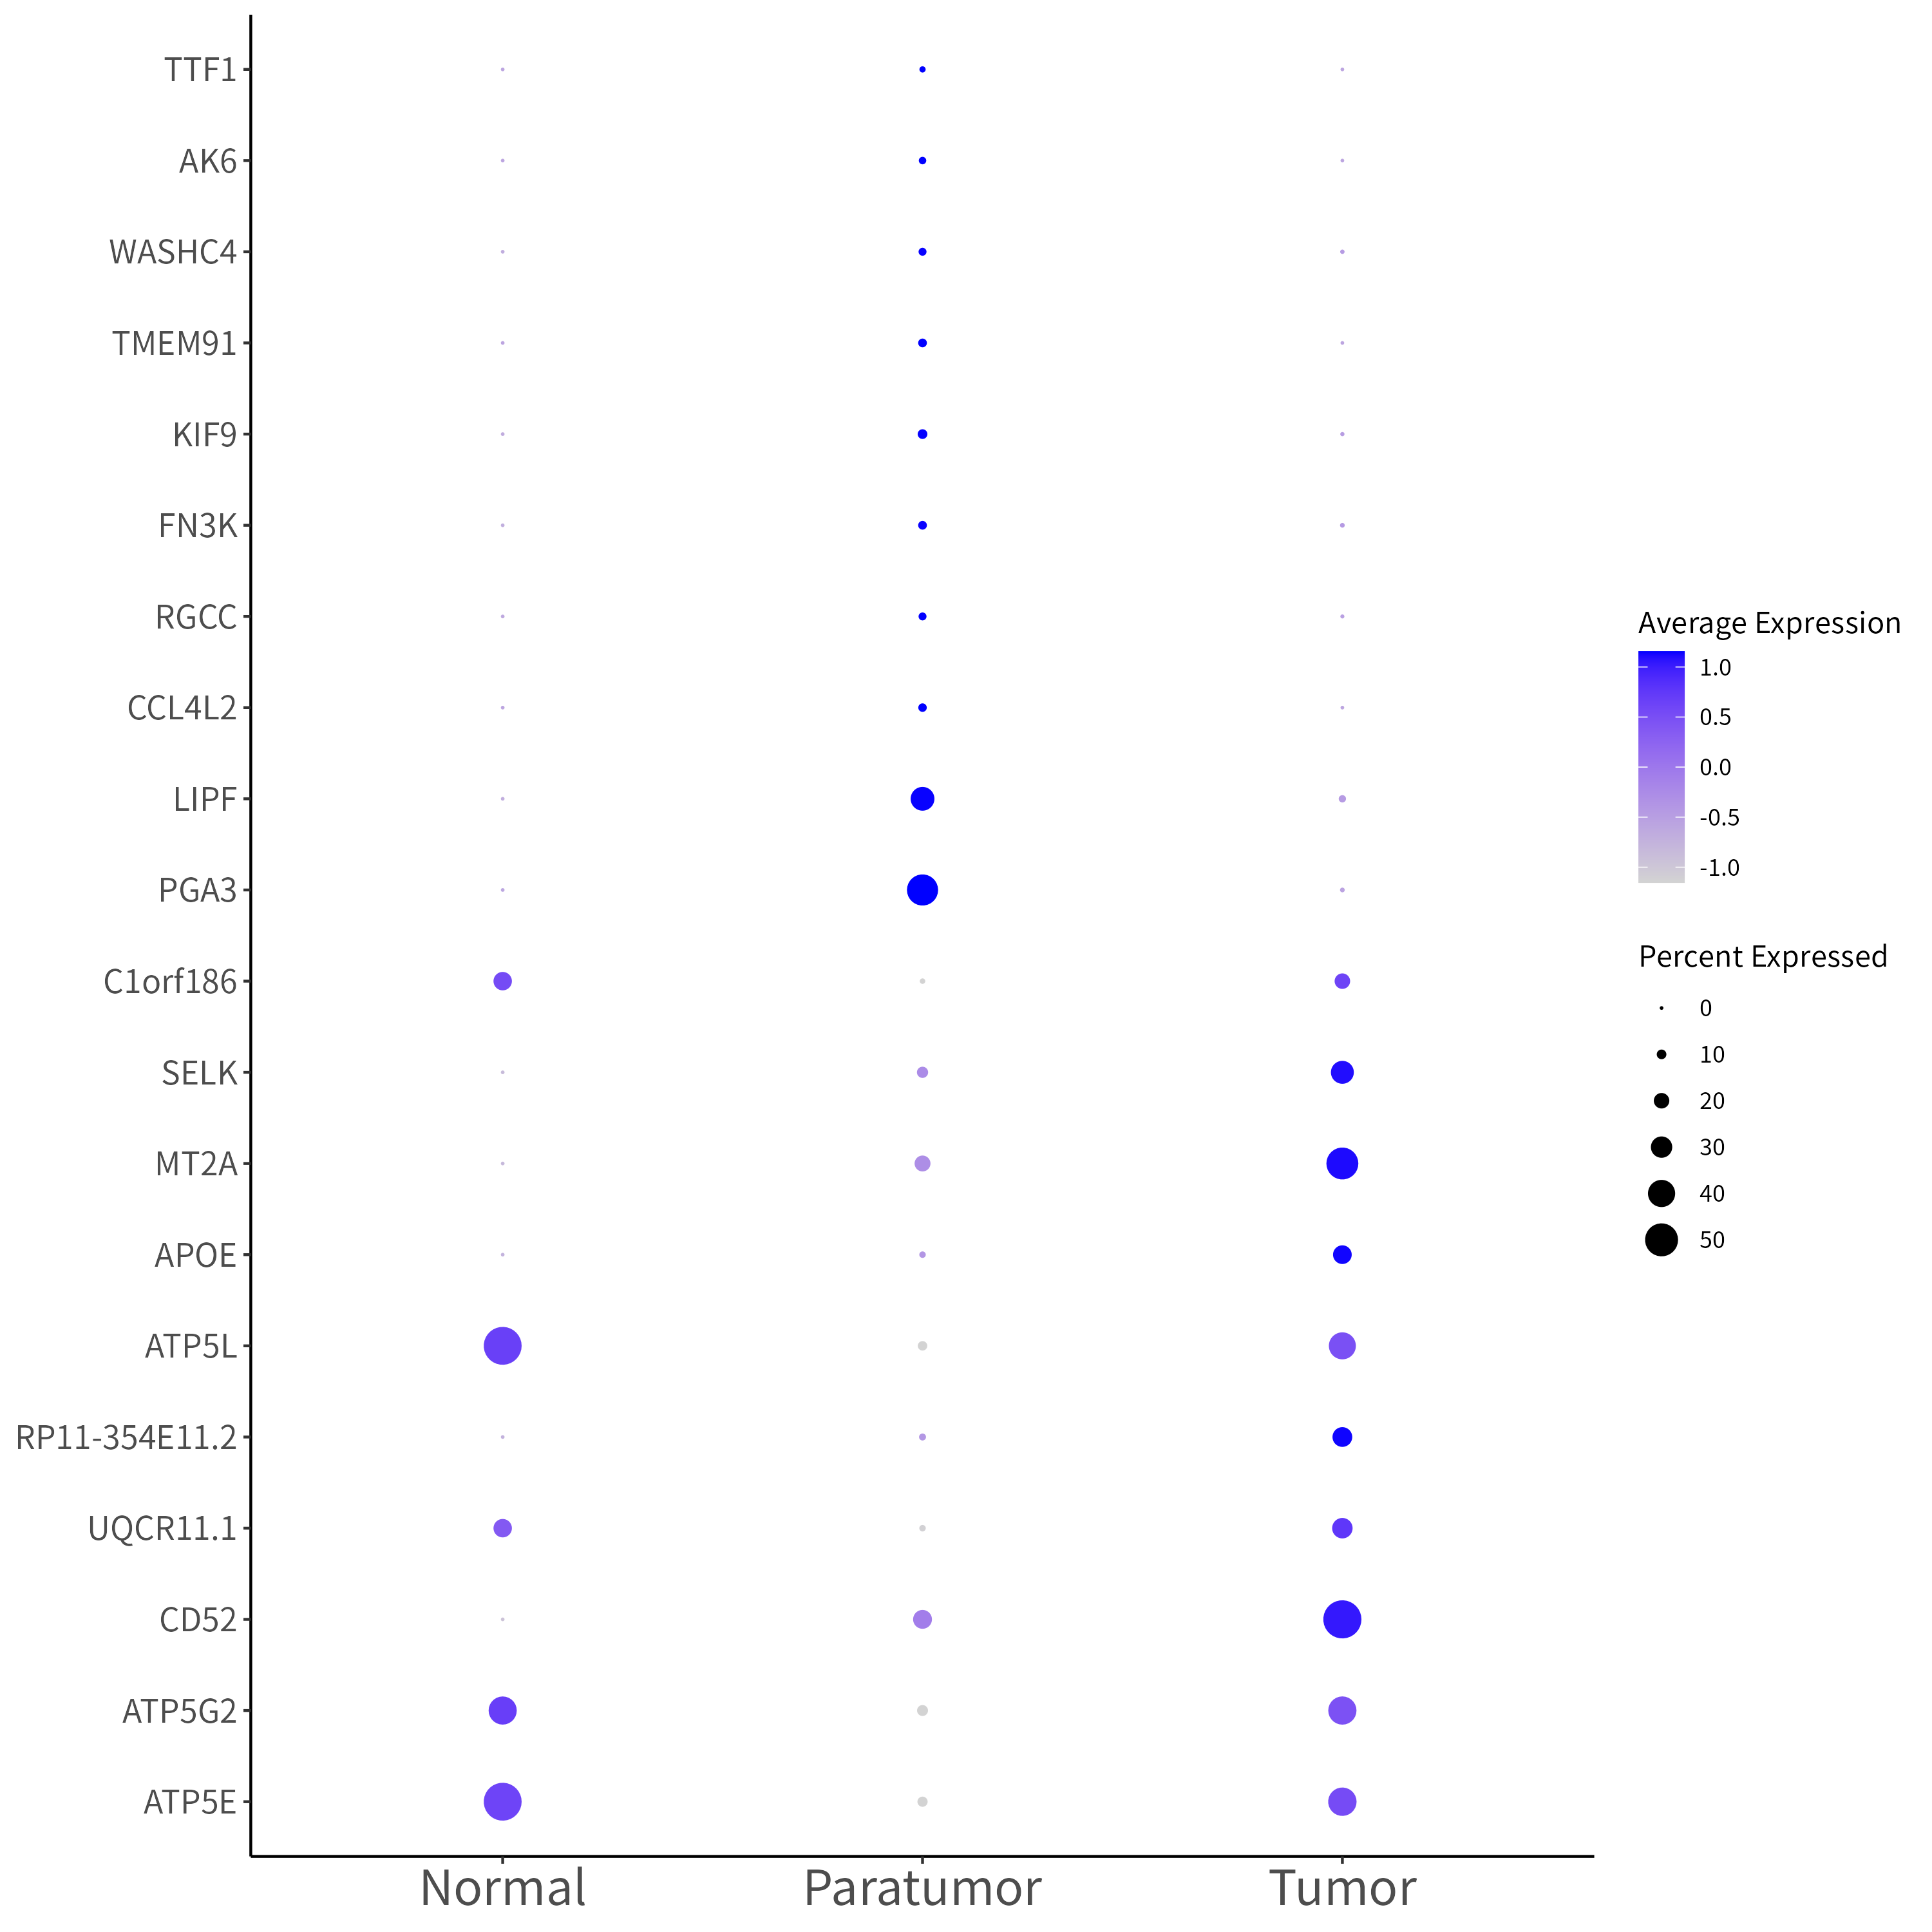 TTF1
AK6
WASHC4
TMEM91
KIF9
FN3K
RGCC
CCL4L2
LIPF
PGA3
C1orf186
SELK
MT2A
APOE
ATP5L
RP11-354E11.2
UQCR11.1
CD52
ATP5G2
ATP5E
Normal Paratumor Tumor
Average Expression
1.0
0.5
0.0
-0.5
-1.0
Percent Expressed
0
10
20
30
40
50